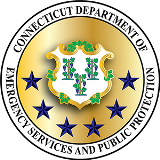 CONNECTICUT DEPARTMENT OF
EMERGENCY SERVICES AND PUBLIC PROTECTION